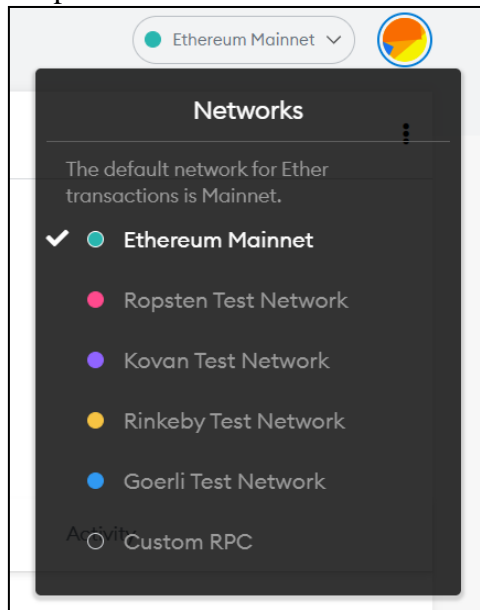 Ethereum Mainnet
Networks
The default network for Ether
transactions is Mainnet.
Ethereum Mainnet
Ropsten Test Network
Kovan Test Network
Rinkeby Test Network
Goerli Test Network
Activity
Custom RPC